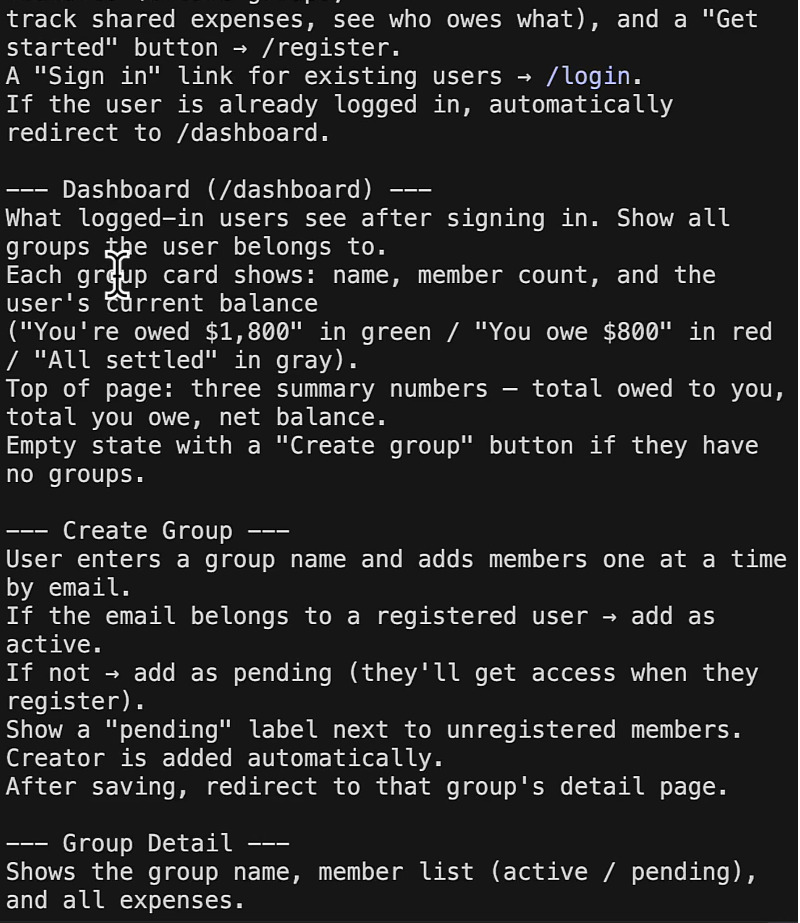 track shared expenses, see who owes what), and a "Get
started" button → /register.
A "Sign in" link for existing users → /login.
If the user is already logged in, automatically
redirect to /dashboard.
--- Dashboard (/dashboard) ---
What logged-in users see after signing in. Show all
groups the user belongs to.
Each group card shows: name, member count, and the
user's current balance
("You're owed $1,800" in green / "You owe $800" in red
/ "All settled" in gray).
Top of page: three summary numbers — total owed to you,
total you owe, net balance.
Empty state with a "Create group" button if they have
no groups.
--- Create Group ---
User enters a group name and adds members one at a time
by email.
If the email belongs to a registered user → add as
active.
If not → add as pending (they'll get access when they
register).
Show a "pending" label next to unregistered members.
Creator is added automatically.
After saving, redirect to that group's detail page.
--- Group Detail ---
Shows the group name, member list (active / pending),
and all expenses.